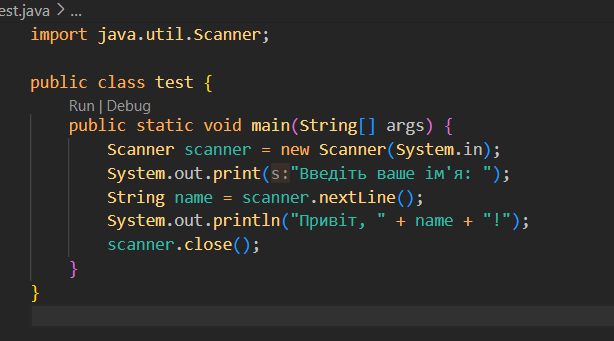 est.java > ...
import java.util.Scanner;
public class test {
Run | Debug
public static void main(String[] args) {
Scanner scanner = new Scanner(System.in);
System.out.print(s:"Введіть ваше ім'я: ");
String name = scanner.nextLine();
System.out.println("Привіт, " + name + "!");
scanner.close();
}
}